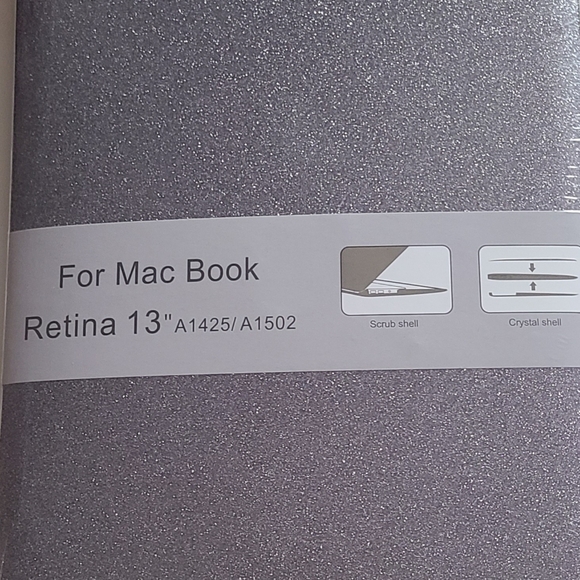 For Mac Book
Retina 13"A1425/A1502
Scrub shell
Crystal shell